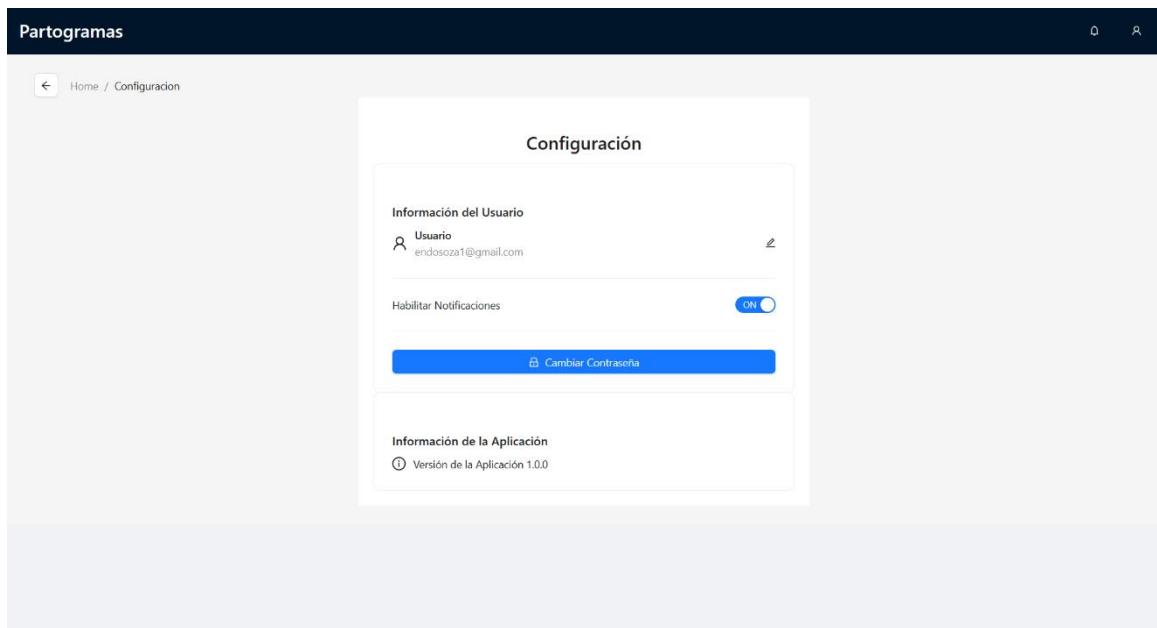 Partogramas
Home / Configuracion
Configuración
Información del Usuario
Usuario
endosoza1@gmail.com
Habilitar Notificaciones
ON
Cambiar Contraseña
Información de la Aplicación
Versión de la Aplicación 1.0.0